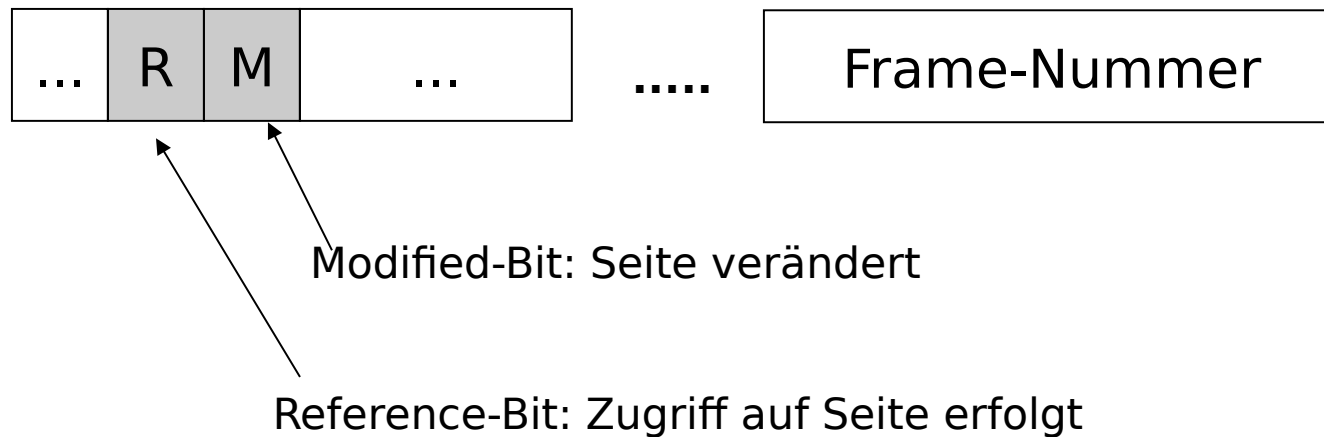 ... R M ... ..... Frame-Nummer
Modified-Bit: Seite verändert
Reference-Bit: Zugriff auf Seite erfolgt